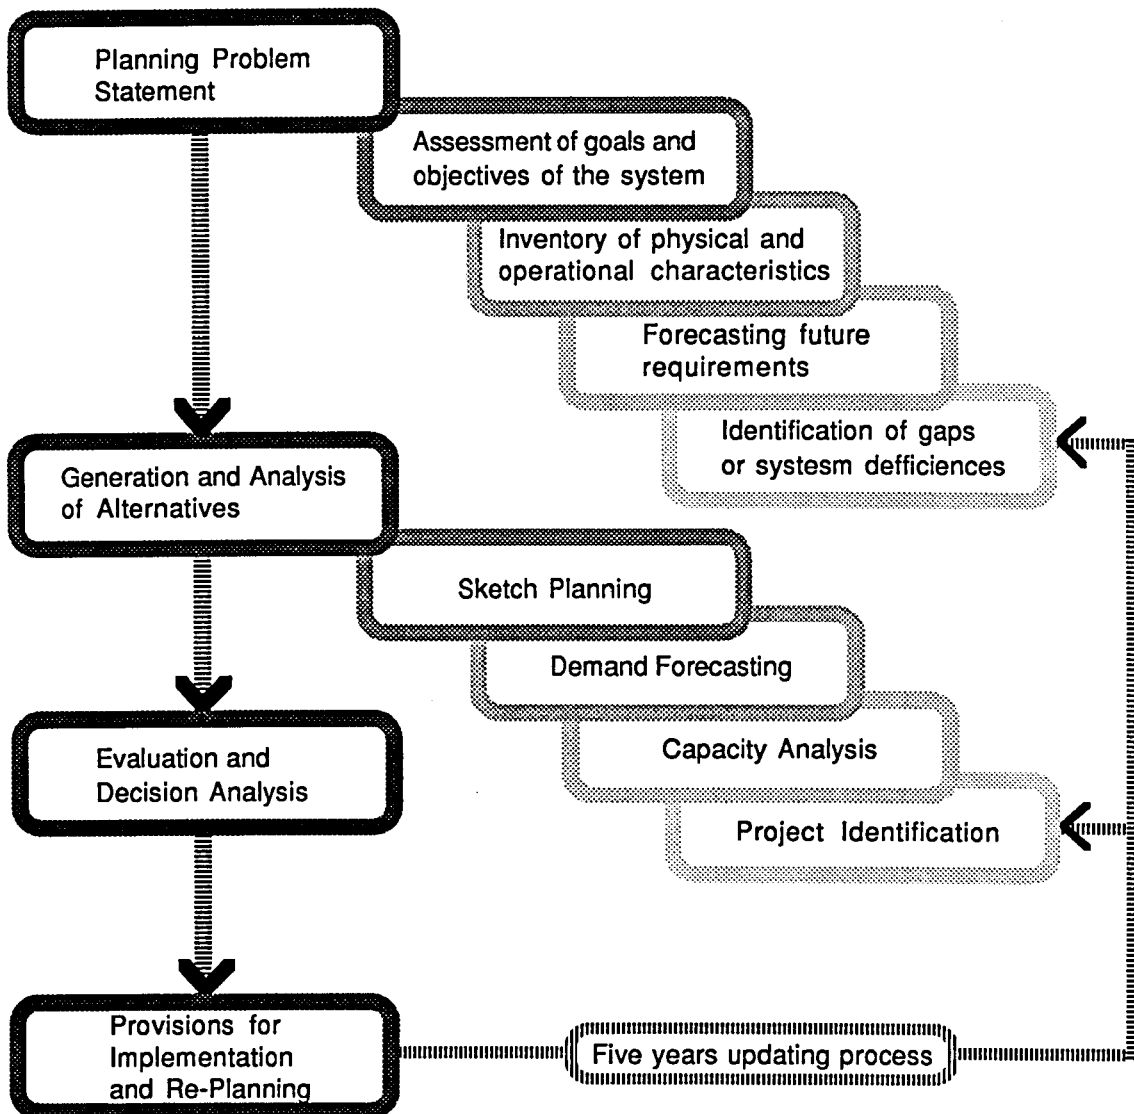 Planning Problem
Statement
Assessment of goals and
objectives of the system
Inventory of physical and
operational characteristics
Forecasting future
requirements
Identification of gaps
or systesm defficiences
Generation and Analysis
of Alternatives
Sketch Planning
Demand Forecasting
Capacity Analysis
Project Identification
Evaluation and
Decision Analysis
Provisions for
Implementation
and Re-Planning
Five years updating process